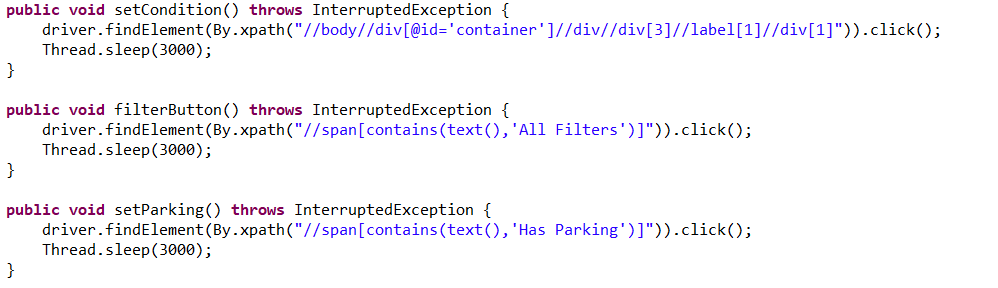 public void setCondition() throws InterruptedException {
    driver.findElement(By.xpath("//body//div[@id='container']//div//div[3]//label[1]//div[1]")).click();
    Thread.sleep(3000);
}
public void filterButton() throws InterruptedException {
    driver.findElement(By.xpath("//span[contains(text(),'All Filters')]")).click();
    Thread.sleep(3000);
}
public void setParking() throws InterruptedException {
    driver.findElement(By.xpath("//span[contains(text(),'Has Parking')]")).click();
    Thread.sleep(3000);
}